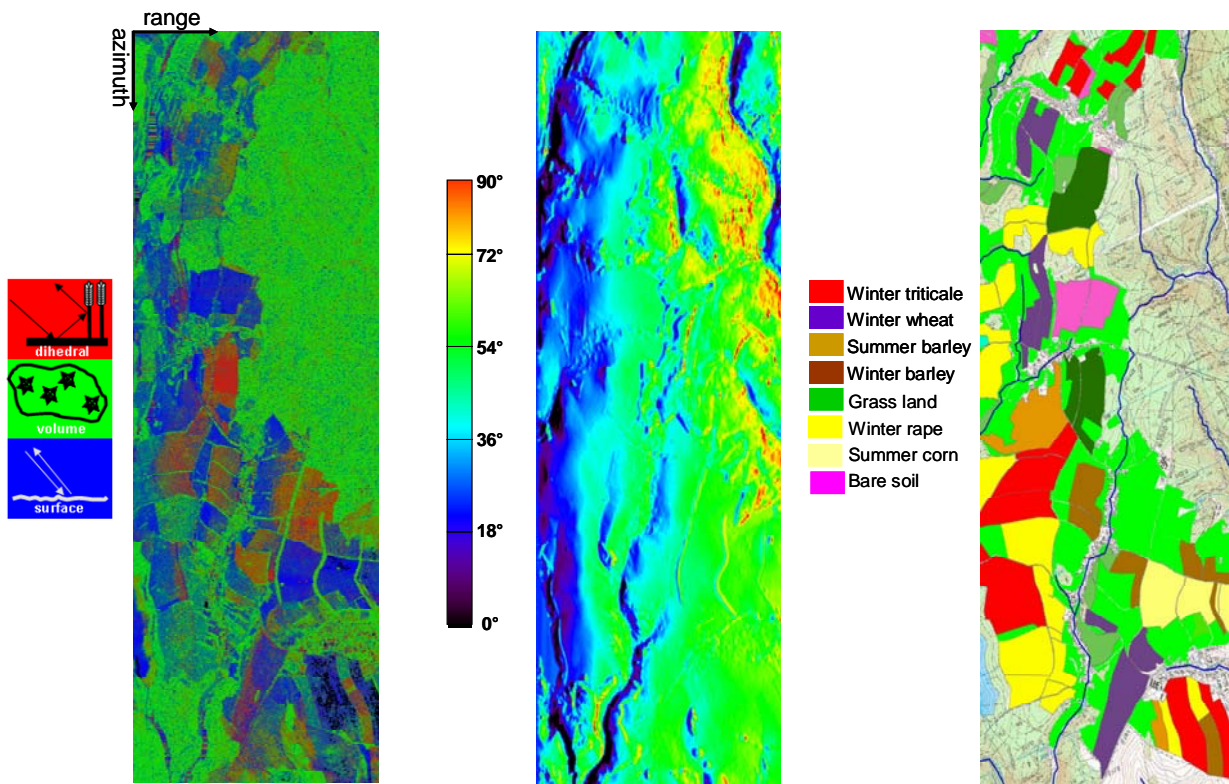 range
azimuth
dihedral
volume
surface
90°
72°
54°
36°
18°
0°
Winter triticale
Winter wheat
Summer barley
Winter barley
Grass land
Winter rape
Summer corn
Bare soil